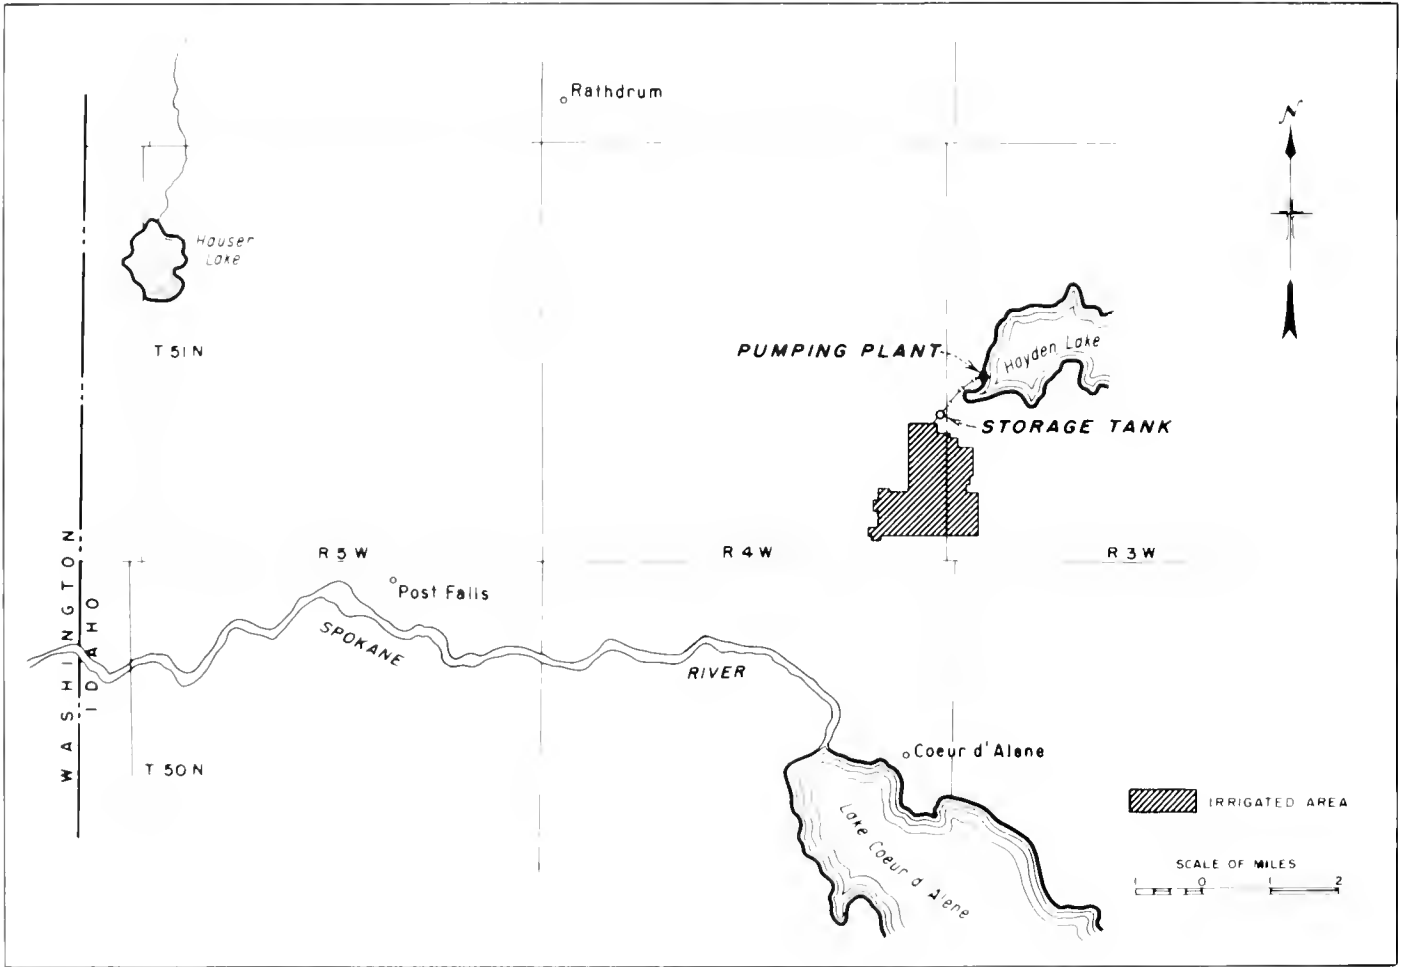 Rathdrum
N
Hauser
Lake
T 51 N
PUMPING PLANT
Hayden Lake
STORAGE TANK
R 5 W
R 4 W
R 3 W
WASHINGTON
IDAHO
Post Falls
SPOKANE
RIVER
T 50 N
Coeur d'Alene
Lake Coeur d'Alene
IRRIGATED AREA
SCALE OF MILES
1 0 1 2